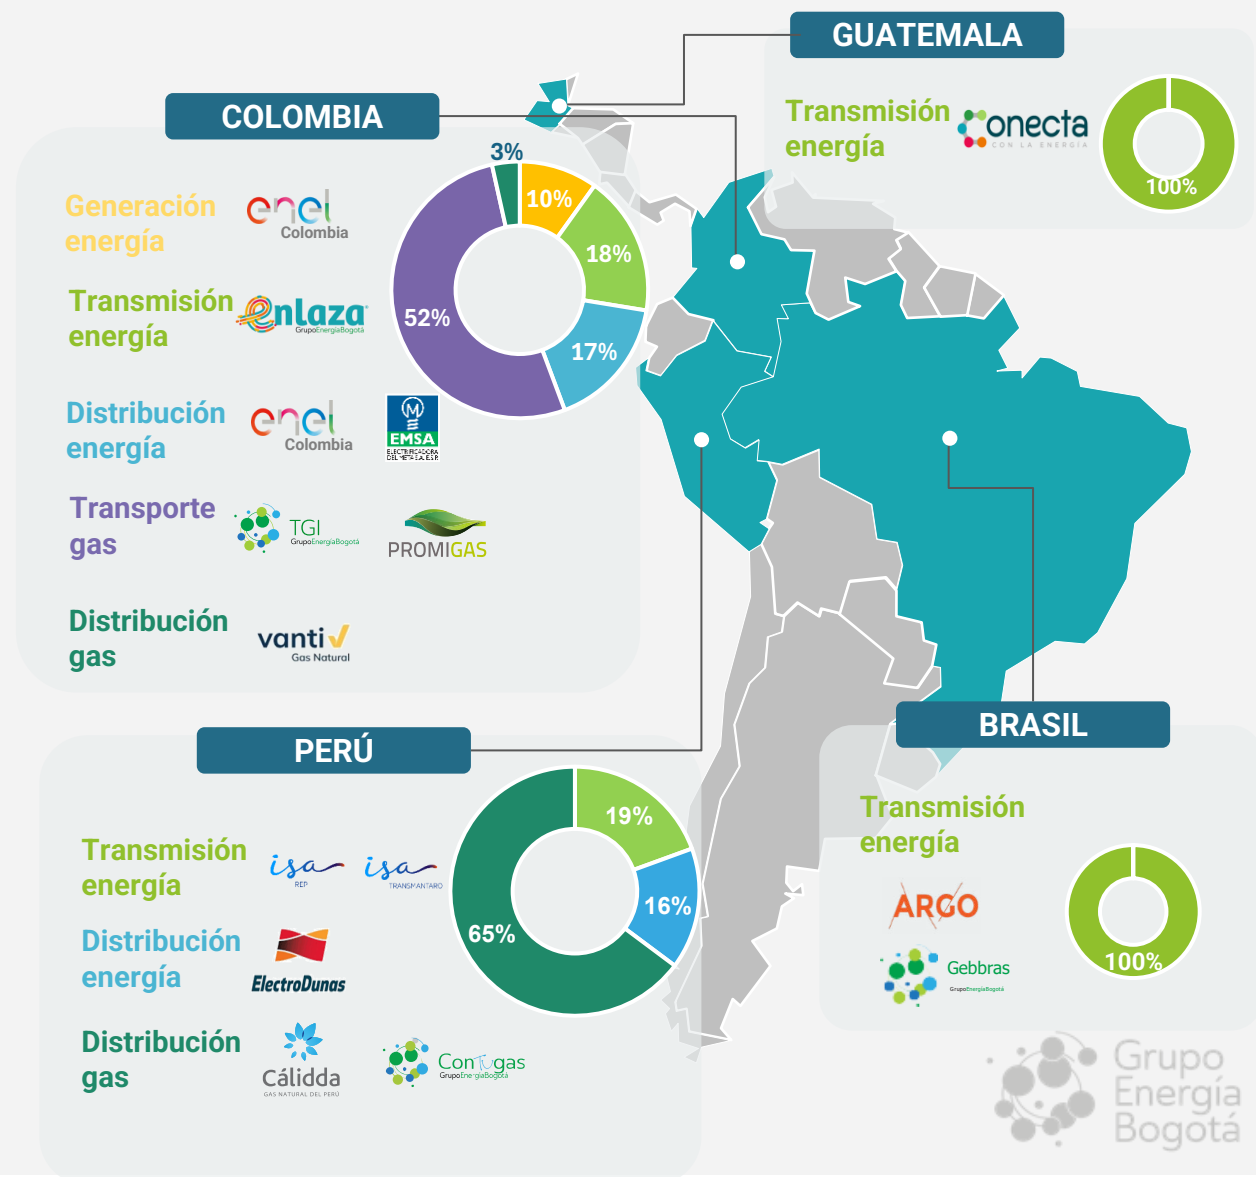 GUATEMALA
Transmisión
energía
Conecta
CON LA ENERGÍA
100%
COLOMBIA
3%
10%
18%
17%
52%
Generación
energía
enel
Colombia
Transmisión
energía
enlaza
GrupoEnergíaBogotá
Distribución
energía
enel
Colombia
EMSA
ELECTRIFICADORA
DEL META S.A. E.S.P.
Transporte
gas
TGI
GrupoEnergíaBogotá
PROMIGAS
Distribución
gas
vanti
Gas Natural
PERÚ
19%
16%
65%
Transmisión
energía
isa
REP
isa
TRANSMANTARO
Distribución
energía
ElectroDunas
Distribución
gas
Cálidda
GAS NATURAL DEL PERÚ
ConTUgas
GrupoEnergíaBogotá
BRASIL
Transmisión
energía
ARGO
Gebbras
GrupoEnergíaBogotá
100%
Grupo
Energía
Bogotá